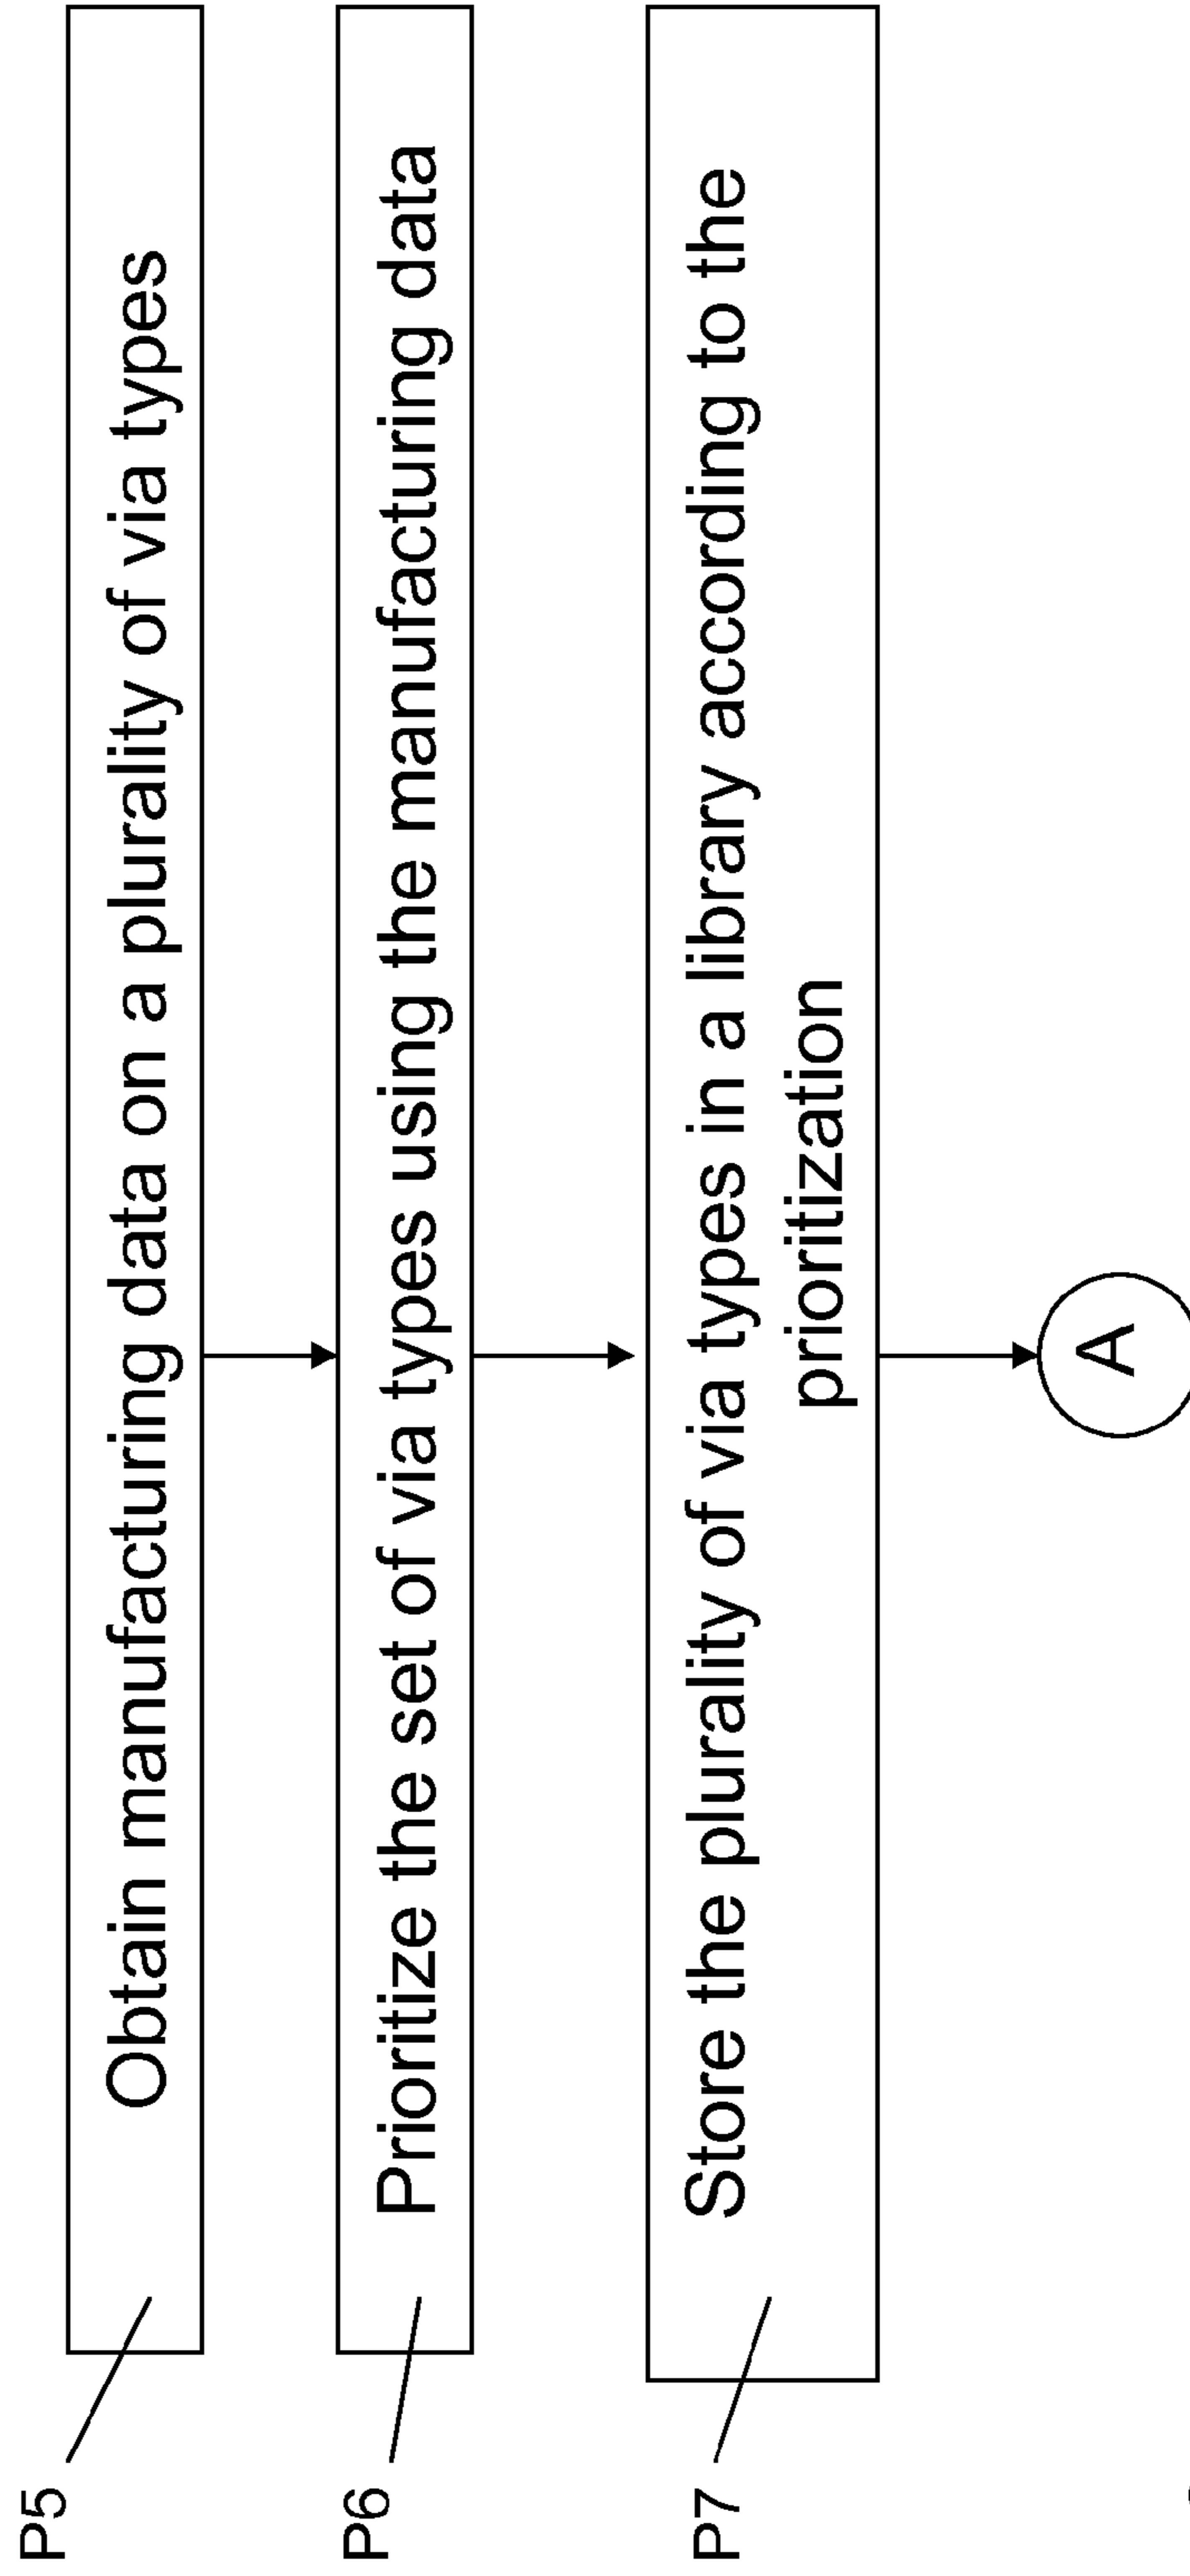 P5
Obtain manufacturing data on a plurality of via types
P6
Prioritize the set of via types using the manufacturing data
P7
Store the plurality of via types in a library according to the
prioritization
A